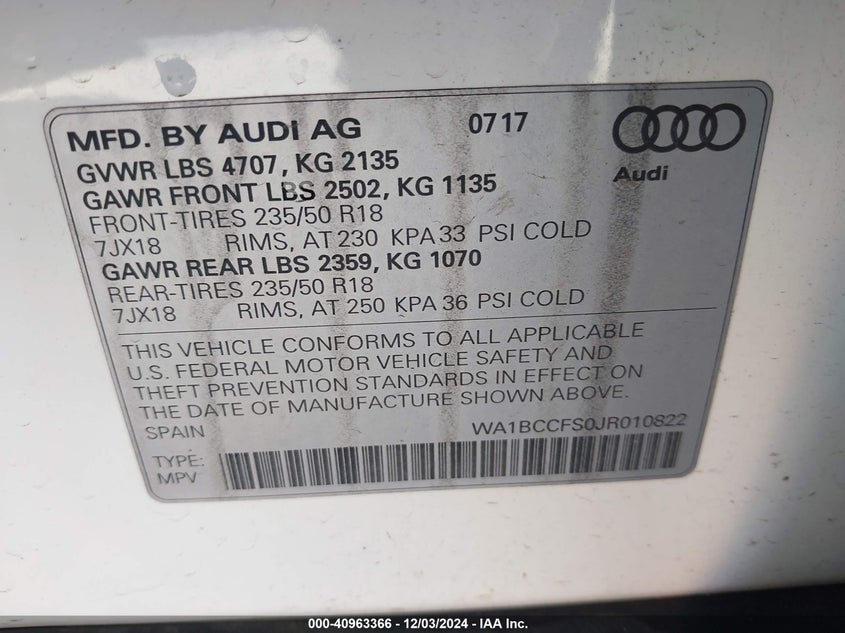 MFD. BY AUDI AG 0717
Audi
GVWR LBS 4707, KG 2135
GAWR FRONT LBS 2502, KG 1135
FRONT-TIRES 235/50 R18
7JX18 RIMS, AT 230 KPA 33 PSI COLD
GAWR REAR LBS 2359, KG 1070
REAR-TIRES 235/50 R18
7JX18 RIMS, AT 250 KPA 36 PSI COLD
THIS VEHICLE CONFORMS TO ALL APPLICABLE
U.S. FEDERAL MOTOR VEHICLE SAFETY AND
THEFT PREVENTION STANDARDS IN EFFECT ON
THE DATE OF MANUFACTURE SHOWN ABOVE.
SPAIN WA1BCCFS0JR010822
TYPE:
MPV
000-40963366 - 12/03/2024 - IAA Inc.